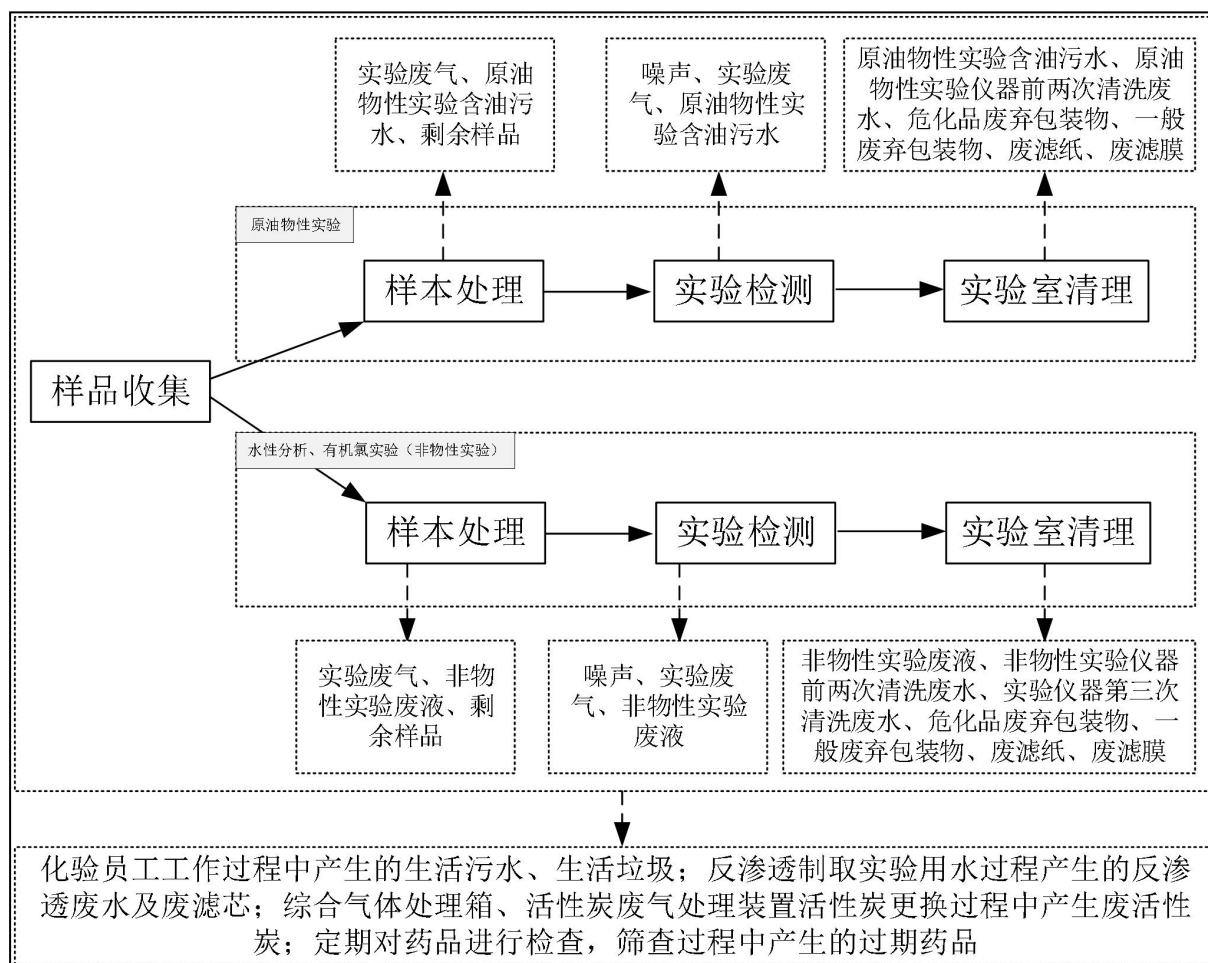 实验废气、原油
物性实验含油污
水、剩余样品
噪声、实验废
气、原油物性实
验含油污水
原油物性实验含油污水、原油
物性实验仪器前两次清洗废
水、危化品废弃包装物、一般
废弃包装物、废滤纸、废滤膜
原油物性实验
样本处理
实验检测
实验室清理
样品收集
水性分析、有机氯实验（非物性实验）
样本处理
实验检测
实验室清理
实验废气、非物
性实验废液、剩
余样品
噪声、实验废
气、非物性实验
废液
非物性实验废液、非物性实验仪器
前两次清洗废水、实验仪器第三次
清洗废水、危化品废弃包装物、一
般废弃包装物、废滤纸、废滤膜
化验员工工作过程中产生的生活污水、生活垃圾；反渗透制取实验用水过程产生的反渗
透废水及废滤芯；综合气体处理箱、活性炭废气处理装置活性炭更换过程中产生废活性
炭；定期对药品进行检查，筛查过程中产生的过期药品